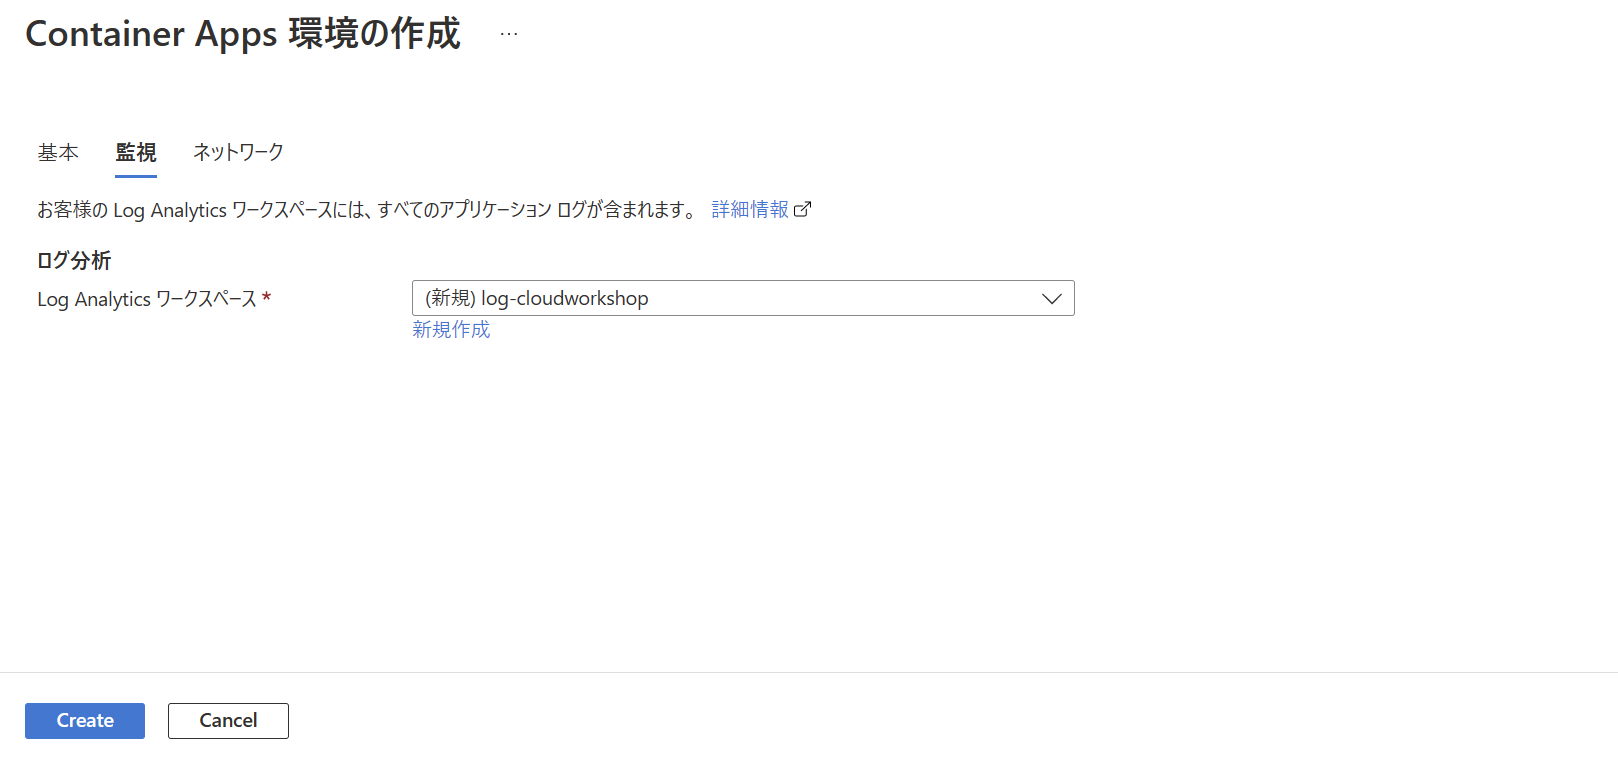 Container Apps 環境の作成 …
基本 監視 ネットワーク
お客様の Log Analytics ワークスペースには、すべてのアプリケーション ログが含まれます。 詳細情報
ログ分析
Log Analytics ワークスペース * (新規) log-cloudworkshop
新規作成
Create Cancel